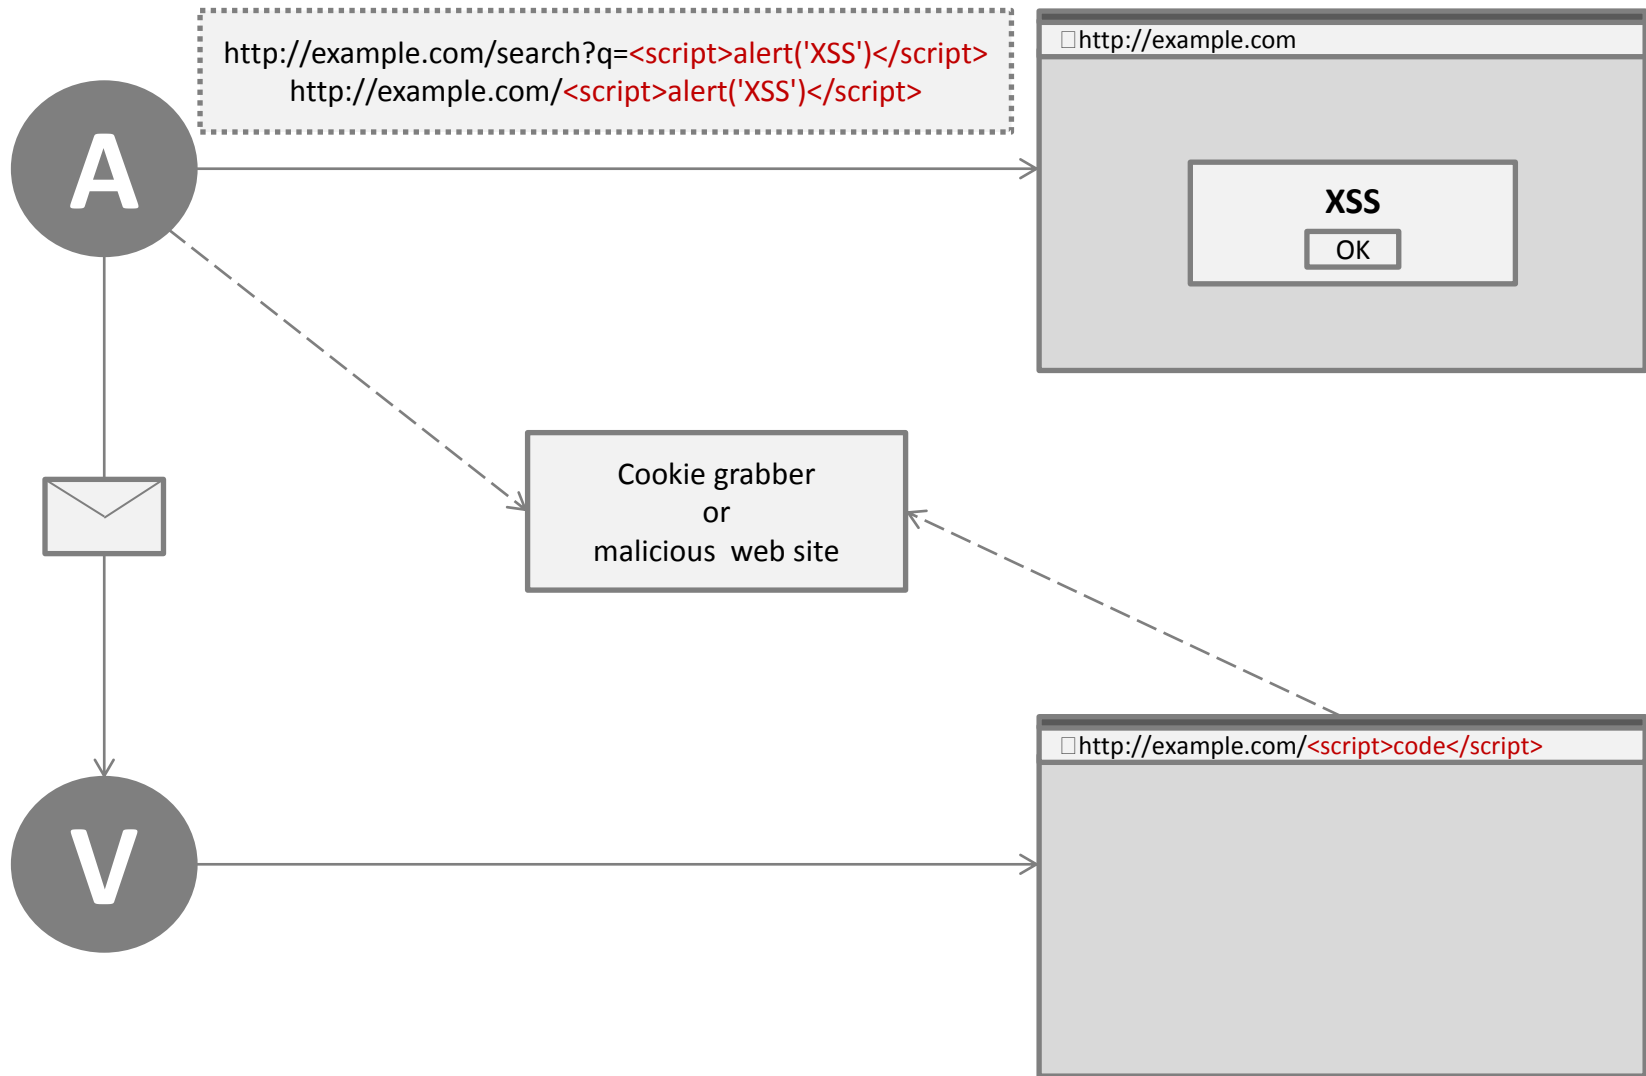 http://example.com/search?q=<script>alert('XSS')</script>
http://example.com/<script>alert('XSS')</script>
http://example.com
A
XSS
OK
Cookie grabber
or
malicious web site
http://example.com/<script>code</script>
V